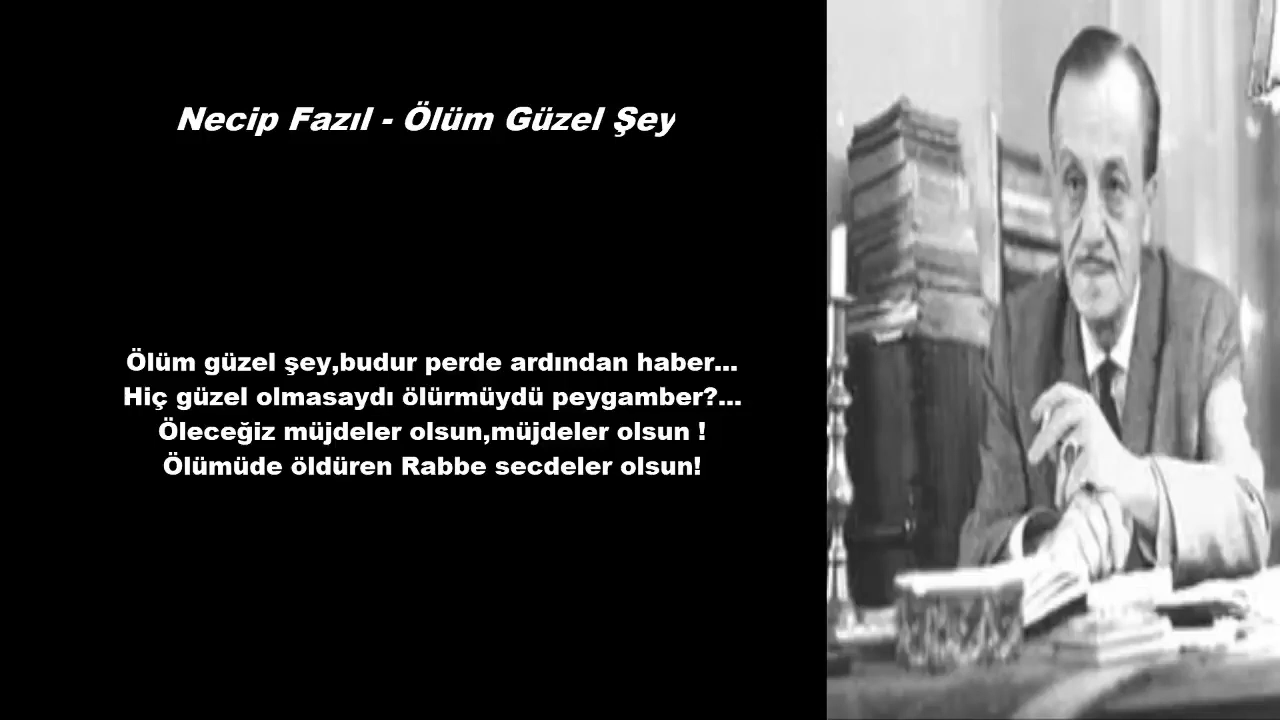 Necip Fazıl - Ölüm Güzel Şey
Ölüm güzel şey,budur perde ardından haber...
Hiç güzel olmasaydı ölürmüydü peygamber?...
Öleceğiz müjdeler olsun,müjdeler olsun !
Ölümüde öldüren Rabbe secdeler olsun!